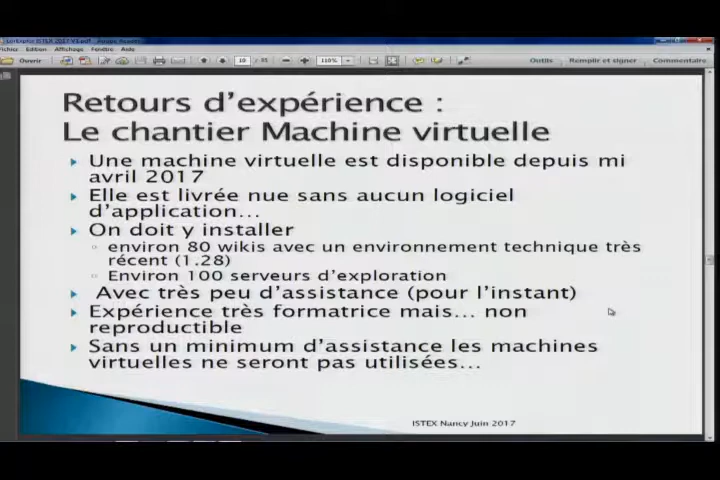 Edition Affichage Fenêtre Aide
Ouvrir 10 110% Outils Remplir et signer Commentaire
Retours d'expérience :
Le chantier Machine virtuelle
Une machine virtuelle est disponible depuis mi
avril 2017
Elle est livrée nue sans aucun logiciel
d'application...
On doit y installer
environ 80 wikis avec un environnement technique très
récent (1.28)
Environ 100 serveurs d'exploration
Avec très peu d'assistance (pour l'instant)
Expérience très formatrice mais... non
reproductible
Sans un minimum d'assistance les machines
virtuelles ne seront pas utilisées...
ISTEX Nancy Juin 2017